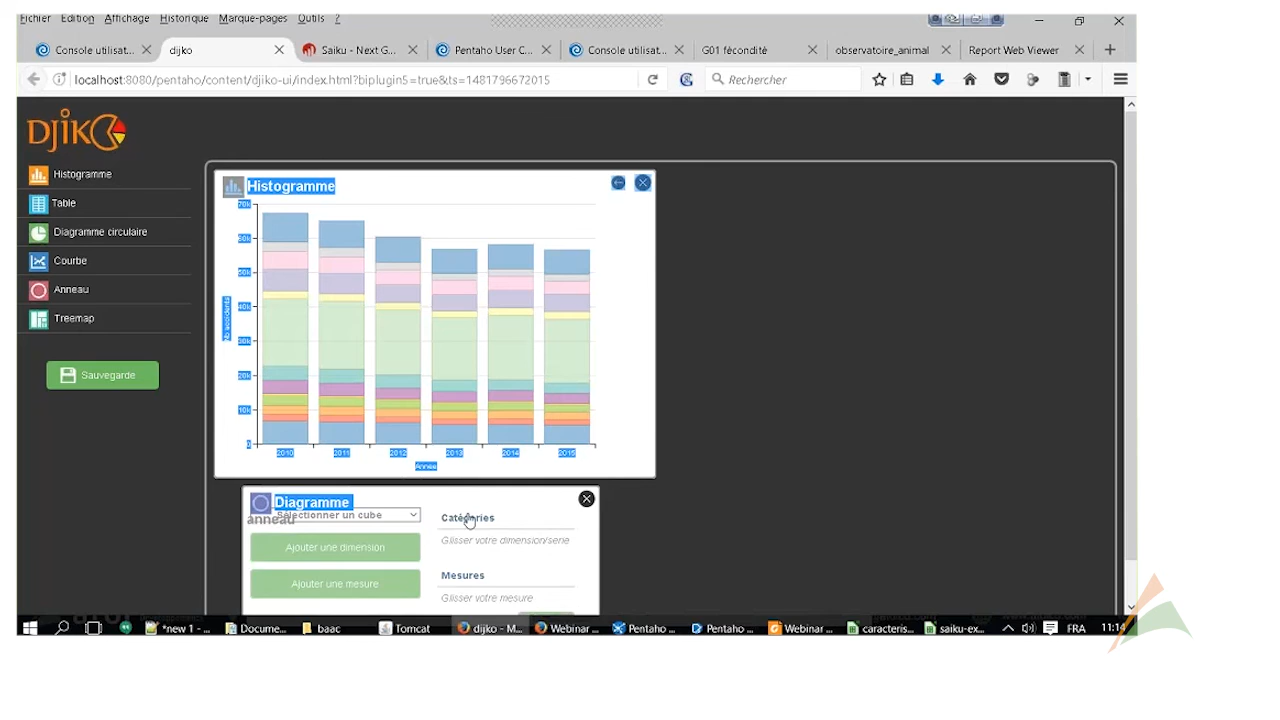 Fichier Edition Affichage Historique Marque-pages Outils ?
Console utilisat... dijko Saiku - Next G... Pentaho User C... Console utilisat... G01 fécondité observatoire_animal Report Web Viewer
localhost:8080/pentaho/content/djiko-ui/index.html?biplugin5=true&ts=1481796672015 Rechercher
DJIKO
Histogramme
Table
Diagramme circulaire
Courbe
Anneau
Treemap
Sauvegarde
Histogramme
70k
60k
50k
40k
30k
20k
10k
0
Nb accidents
2010 2011 2012 2013 2014 2015
Année
Diagramme
anneau
Sélectionner un cube
Ajouter une dimension
Ajouter une mesure
Catégories
Glisser votre dimension/serie
Mesures
Glisser votre mesure
*new 1 - ... Docume... baac Tomcat dijko - M... Webinar ... Pentaho ... Pentaho ... Webinar ... caracteris... saiku-ex... FRA 11:14